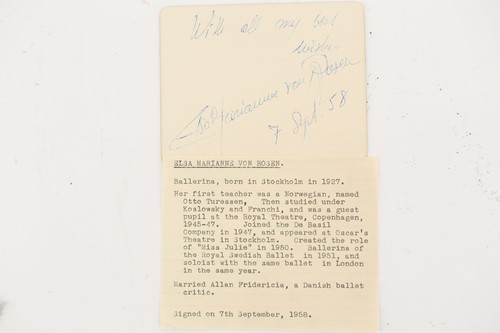 With all my best
wishes
Elsa Marianne von Rosen
7 Sept 58
ELSA MARIANNE VON ROSEN.
Ballerina, born in Stockholm in 1927.
Her first teacher was a Norwegian, named
Otto Turessen, Then studied under
Koslowsky and Franchi, and was a guest
pupil at the Royal Theatre, Copenhagen,
1945-47. Joined the De Basil
Company in 1947, and appeared at Oscar's
Theatre in Stockholm. Created the role
of "Miss Julie" in 1950. Ballerina of
the Royal Swedish Ballet in 1951, and
soloist with the same ballet in London
in the same year.
Married Allan Fridericia, a Danish ballet
critic.
Signed on 7th September, 1958.